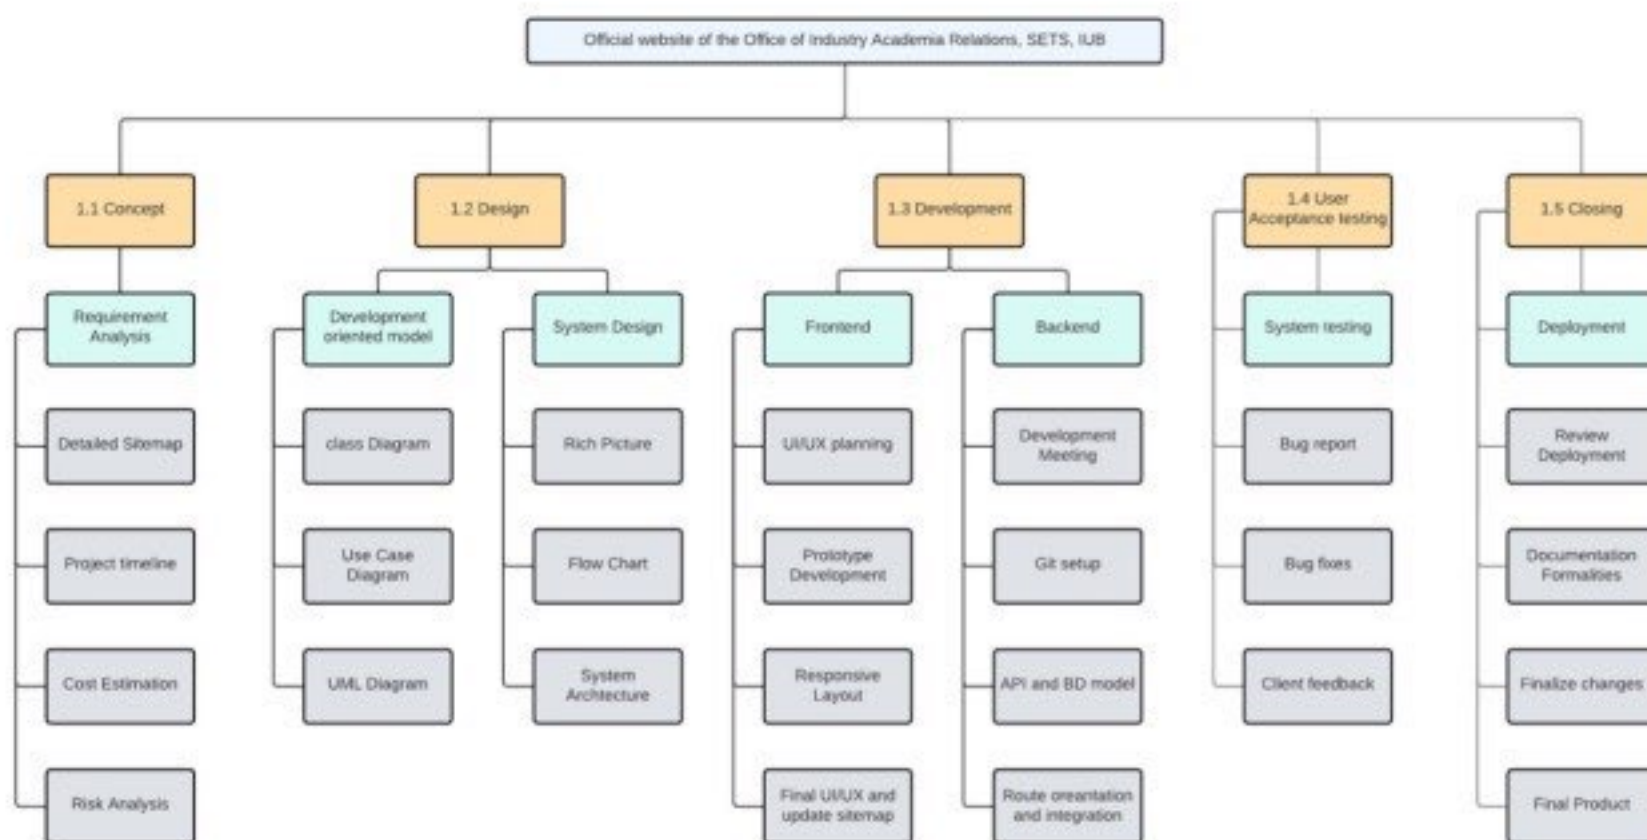 Official website of the Office of Industry Academia Relations, SETS, IUB
1.1 Concept
1.2 Design
1.3 Development
1.4 User
Acceptance testing
1.5 Closing
Requirement
Analysis
Development
oriented model
System Design
Frontend
Backend
System testing
Deployment
Detailed Sitemap
class Diagram
Rich Picture
UI/UX planning
Development
Meeting
Bug report
Review
Deployment
Project timeline
Use Case
Diagram
Flow Chart
Prototype
Development
Git setup
Bug fixes
Documentation
Formalities
Cost Estimation
UML Diagram
System
Archtecture
Responsive
Layout
API and BD model
Client feedback
Finalize changes
Risk Analysis
Final UI/UX and
update sitemap
Route oreantation
and integration
Final Product